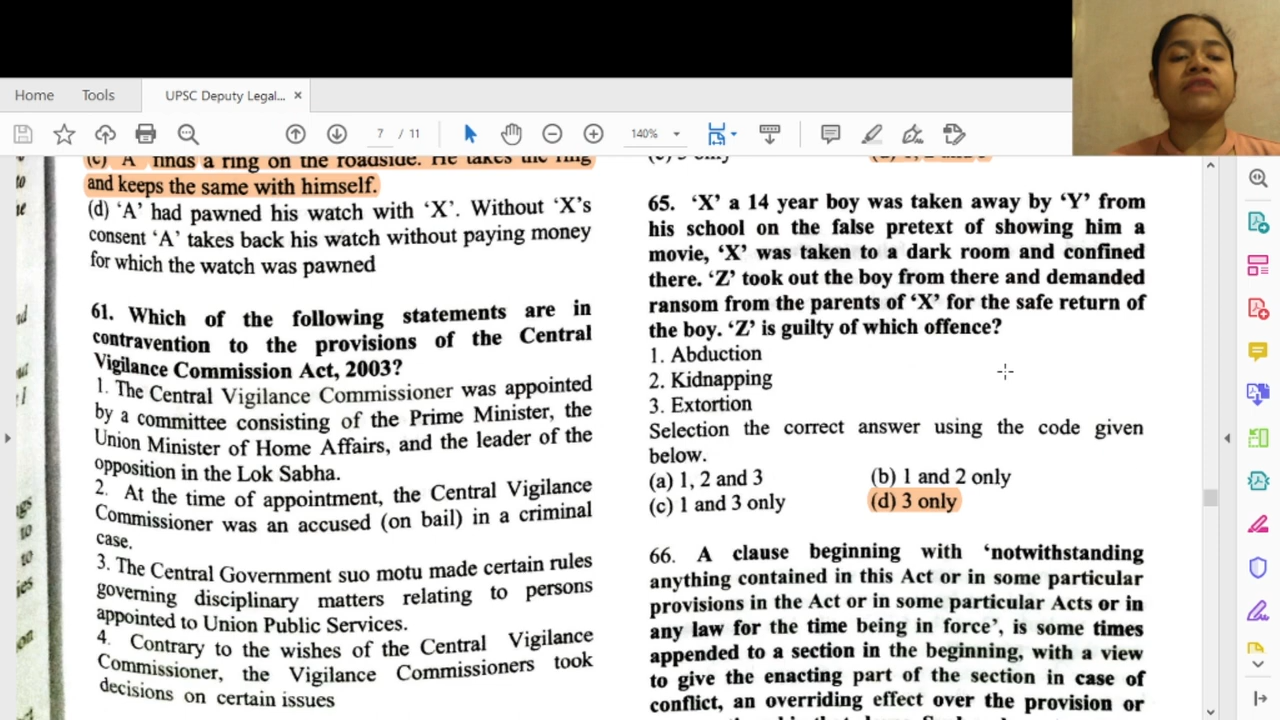 Home Tools UPSC Deputy Legal... ×
7 / 11 140%
(c) 'A' finds a ring on the roadside. He takes the ring
and keeps the same with himself.
(d) 'A' had pawned his watch with 'X'. Without 'X's
consent 'A' takes back his watch without paying money
for which the watch was pawned
61. Which of the following statements are in
contravention to the provisions of the Central
Vigilance Commission Act, 2003?
1. The Central Vigilance Commissioner was appointed
by a committee consisting of the Prime Minister, the
Union Minister of Home Affairs, and the leader of the
opposition in the Lok Sabha.
2. At the time of appointment, the Central Vigilance
Commissioner was an accused (on bail) in a criminal
case.
3. The Central Government suo motu made certain rules
governing disciplinary matters relating to persons
appointed to Union Public Services.
4. Contrary to the wishes of the Central Vigilance
Commissioner, the Vigilance Commissioners took
decisions on certain issues
65. 'X' a 14 year boy was taken away by 'Y' from
his school on the false pretext of showing him a
movie, 'X' was taken to a dark room and confined
there. 'Z' took out the boy from there and demanded
ransom from the parents of 'X' for the safe return of
the boy. 'Z' is guilty of which offence?
1. Abduction
2. Kidnapping
3. Extortion
Selection the correct answer using the code given
below.
(a) 1, 2 and 3 (b) 1 and 2 only
(c) 1 and 3 only (d) 3 only
66. A clause beginning with 'notwithstanding
anything contained in this Act or in some particular
provisions in the Act or in some particular Acts or in
any law for the time being in force', is some times
appended to a section in the beginning, with a view
to give the enacting part of the section in case of
conflict, an overriding effect over the provision or